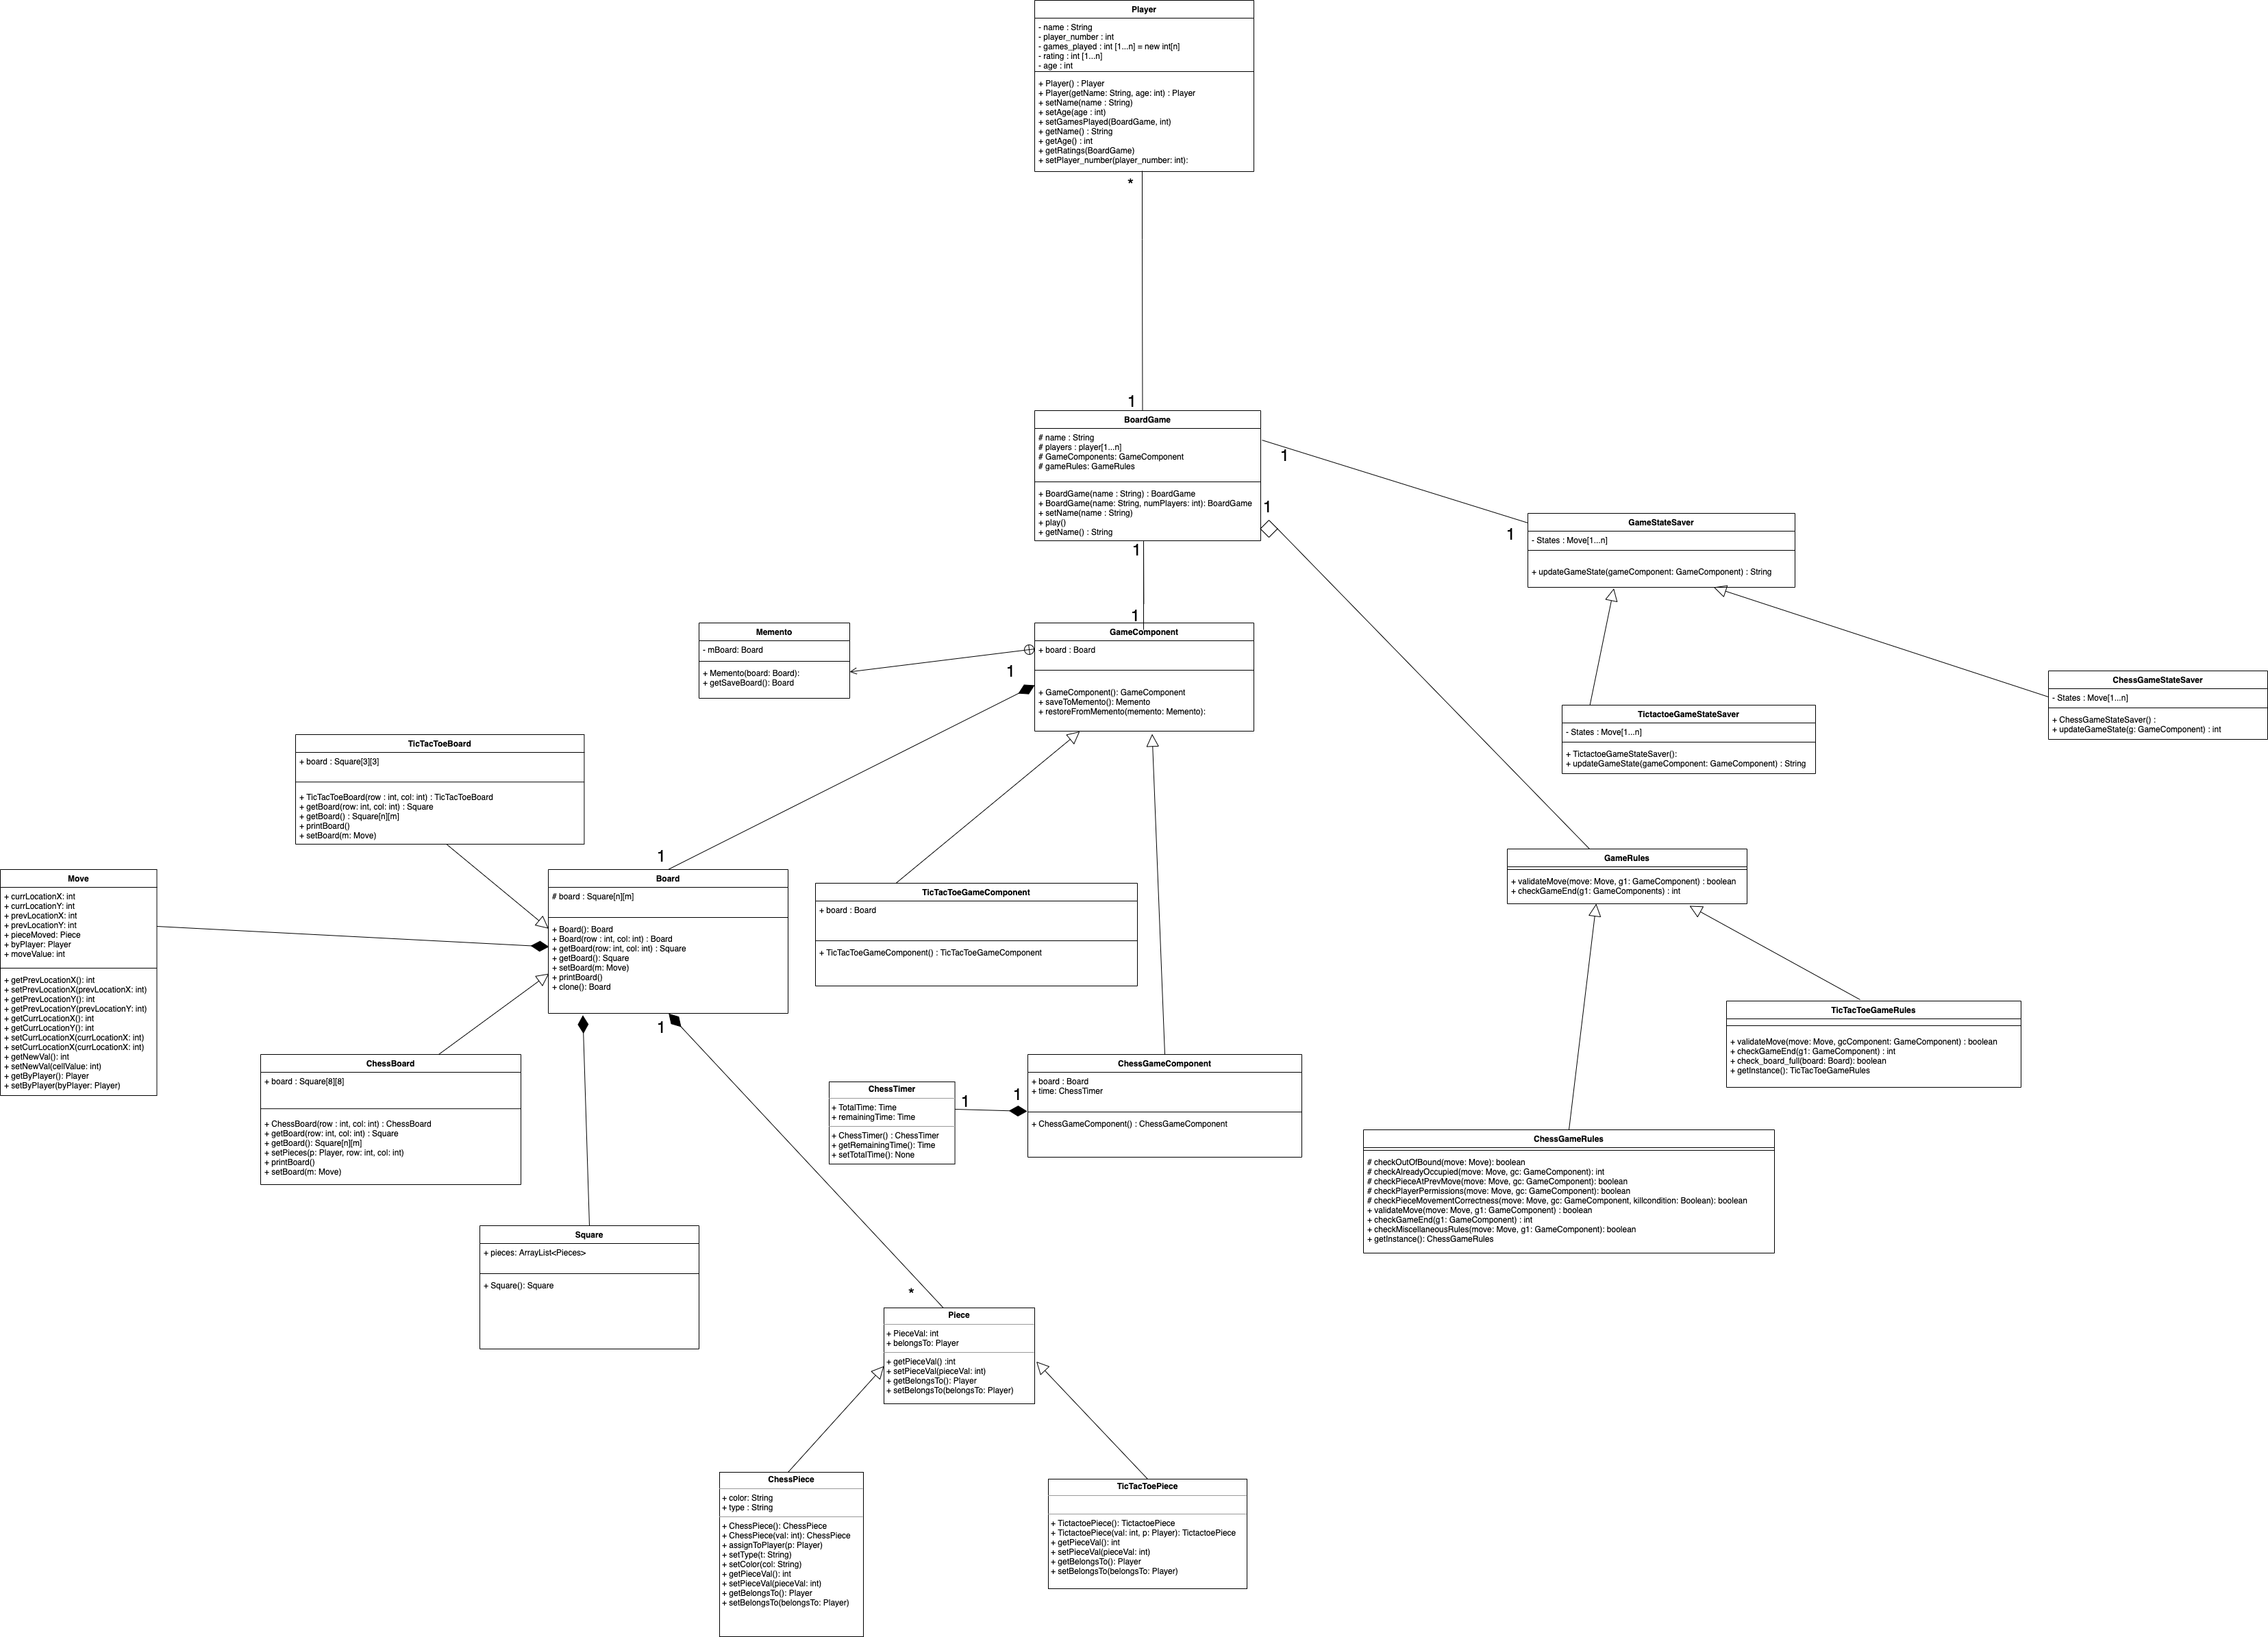 Player
- name : String
- player_number : int
- games_played : int [1...n] = new int[n]
- rating : int [1...n]
- age : int
+ Player() : Player
+ Player(getName: String, age: int) : Player
+ setName(name : String)
+ setAge(age : int)
+ setGamesPlayed(BoardGame, int)
+ getName() : String
+ getAge() : int
+ getRatings(BoardGame)
+ setPlayer_number(player_number: int):
*
1
BoardGame
# name : String
# players : player[1...n]
# GameComponents: GameComponent
# gameRules: GameRules
+ BoardGame(name : String) : BoardGame
+ BoardGame(name: String, numPlayers: int): BoardGame
+ setName(name : String)
+ play()
+ getName() : String
1
1
1
1
1
GameStateSaver
- States : Move[1...n]
+ updateGameState(gameComponent: GameComponent) : String
Memento
- mBoard: Board
+ Memento(board: Board):
+ getSaveBoard(): Board
GameComponent
+ board : Board
+ GameComponent(): GameComponent
+ saveToMemento(): Memento
+ restoreFromMemento(memento: Memento):
1
ChessGameStateSaver
- States : Move[1...n]
+ ChessGameStateSaver() :
+ updateGameState(g: GameComponent) : int
TictactoeGameStateSaver
- States : Move[1...n]
+ TictactoeGameStateSaver():
+ updateGameState(gameComponent: GameComponent) : String
TicTacToeBoard
+ board : Square[3][3]
+ TicTacToeBoard(row : int, col: int) : TicTacToeBoard
+ getBoard(row: int, col: int) : Square
+ getBoard() : Square[n][m]
+ printBoard()
+ setBoard(m: Move)
1
Move
+ currLocationX: int
+ currLocationY: int
+ prevLocationX: int
+ prevLocationY: int
+ pieceMoved: Piece
+ byPlayer: Player
+ moveValue: int
+ getPrevLocationX(): int
+ setPrevLocationX(prevLocationX: int)
+ getPrevLocationY(): int
+ getPrevLocationY(prevLocationY: int)
+ getCurrLocationX(): int
+ getCurrLocationY(): int
+ setCurrLocationX(currLocationX: int)
+ setCurrLocationX(currLocationX: int)
+ getNewVal(): int
+ setNewVal(cellValue: int)
+ getByPlayer(): Player
+ setByPlayer(byPlayer: Player)
Board
# board : Square[n][m]
+ Board(): Board
+ Board(row : int, col: int) : Board
+ getBoard(row: int, col: int) : Square
+ getBoard(): Square
+ setBoard(m: Move)
+ printBoard()
+ clone(): Board
1
TicTacToeGameComponent
+ board : Board
+ TicTacToeGameComponent() : TicTacToeGameComponent
GameRules
+ validateMove(move: Move, g1: GameComponent) : boolean
+ checkGameEnd(g1: GameComponents) : int
TicTacToeGameRules
+ validateMove(move: Move, gcComponent: GameComponent) : boolean
+ checkGameEnd(g1: GameComponent) : int
+ check_board_full(board: Board): boolean
+ getInstance(): TicTacToeGameRules
ChessBoard
+ board : Square[8][8]
+ ChessBoard(row : int, col: int) : ChessBoard
+ getBoard(row: int, col: int) : Square
+ getBoard(): Square[n][m]
+ setPieces(p: Player, row: int, col: int)
+ printBoard()
+ setBoard(m: Move)
ChessTimer
+ TotalTime: Time
+ remainingTime: Time
+ ChessTimer() : ChessTimer
+ getRemainingTime(): Time
+ setTotalTime(): None
1
1
ChessGameComponent
+ board : Board
+ time: ChessTimer
+ ChessGameComponent() : ChessGameComponent
ChessGameRules
# checkOutOfBound(move: Move): boolean
# checkAlreadyOccupied(move: Move, gc: GameComponent): int
# checkPieceAtPrevMove(move: Move, gc: GameComponent): boolean
# checkPlayerPermissions(move: Move, gc: GameComponent): boolean
# checkPieceMovementCorrectness(move: Move, gc: GameComponent, killcondition: Boolean): boolean
+ validateMove(move: Move, g1: GameComponent) : boolean
+ checkGameEnd(g1: GameComponent) : int
+ checkMiscellaneousRules(move: Move, g1: GameComponent): boolean
+ getInstance(): ChessGameRules
Square
+ pieces: ArrayList<Pieces>
+ Square(): Square
*
Piece
+ PieceVal: int
+ belongsTo: Player
+ getPieceVal() :int
+ setPieceVal(pieceVal: int)
+ getBelongsTo(): Player
+ setBelongsTo(belongsTo: Player)
ChessPiece
+ color: String
+ type : String
+ ChessPiece(): ChessPiece
+ ChessPiece(val: int): ChessPiece
+ assignToPlayer(p: Player)
+ setType(t: String)
+ setColor(col: String)
+ getPieceVal(): int
+ setPieceVal(pieceVal: int)
+ getBelongsTo(): Player
+ setBelongsTo(belongsTo: Player)
TicTacToePiece
+ TictactoePiece(): TictactoePiece
+ TictactoePiece(val: int, p: Player): TictactoePiece
+ getPieceVal(): int
+ setPieceVal(pieceVal: int)
+ getBelongsTo(): Player
+ setBelongsTo(belongsTo: Player)